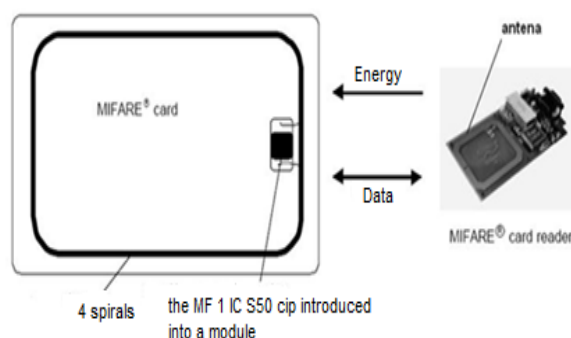 antena
Energy
MIFARE® card
Data
MIFARE® card reader
4 spirals
the MF 1 IC S50 cip introduced
into a module